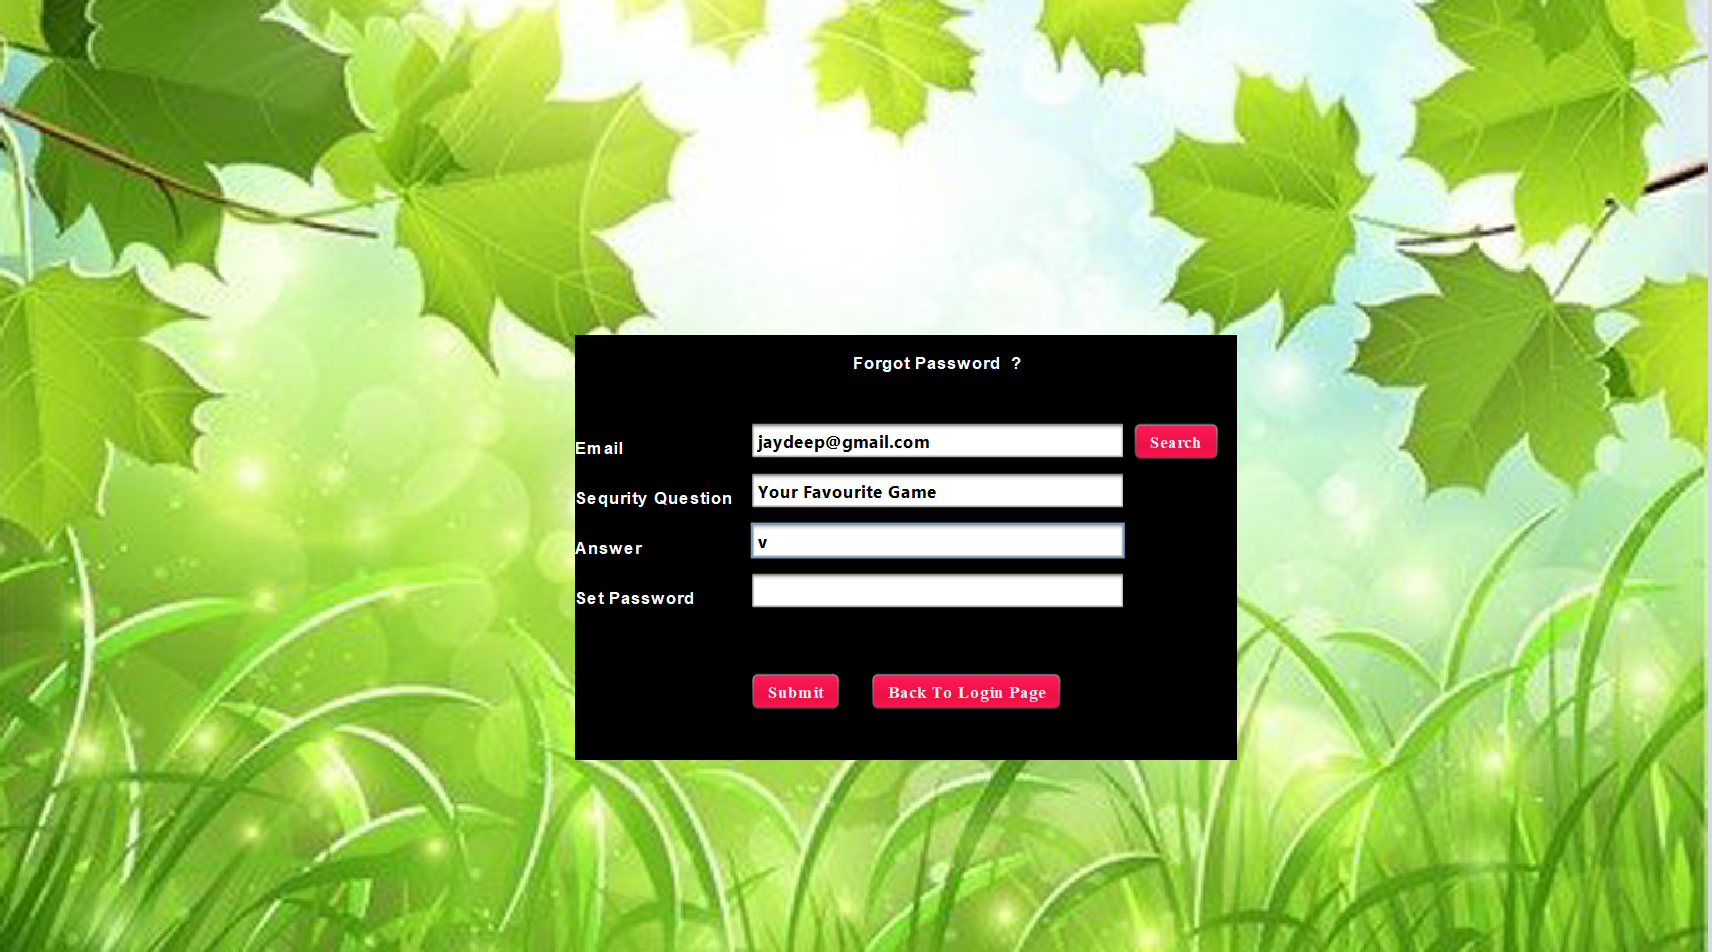 Forgot Password ?
Email jaydeep@gmail.com Search
Sequrity Question Your Favourite Game
Answer v
Set Password
Submit Back To Login Page